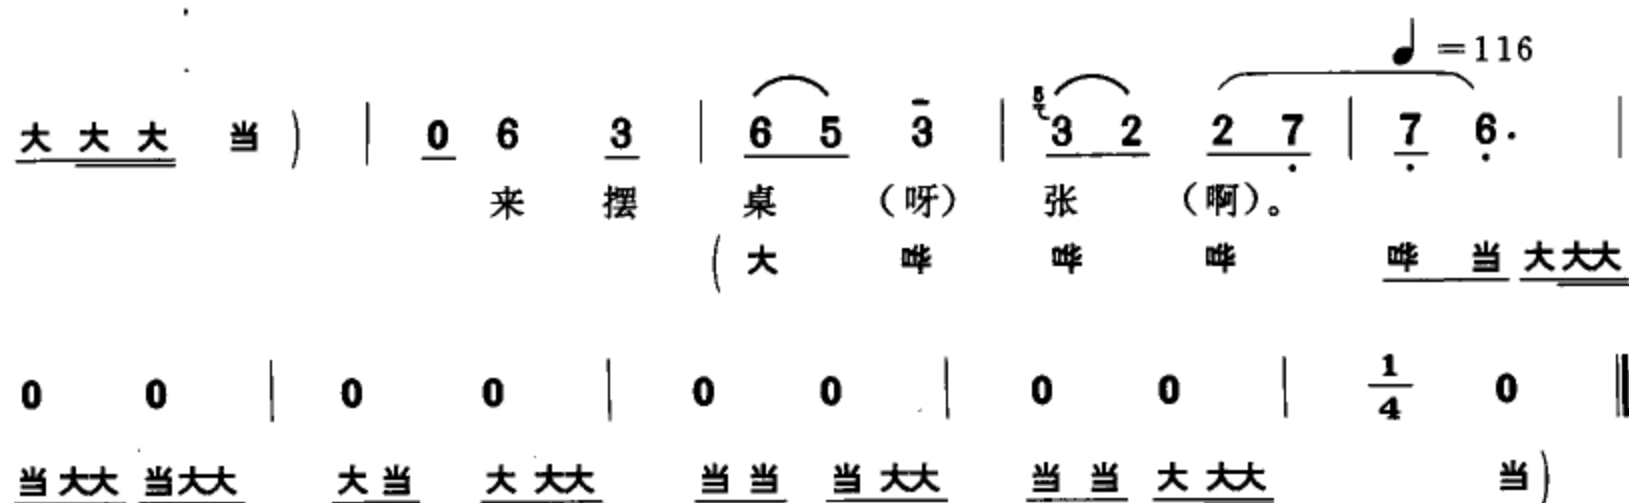 ♩=116
大 大 大 当) | 0 6 3 | 6 5 3 | 5 3 2 2 7 | 7 6· |
来 摆 桌 (呀) 张 (啊)。
(大 哔 哔 哔 哔 当 大 大大
0 0 | 0 0 | 0 0 | 0 0 | 1/4 0 ‖
当 大大 当大大 大 当 大 大大 当 当 当 大大 当 当 大 大大 当)